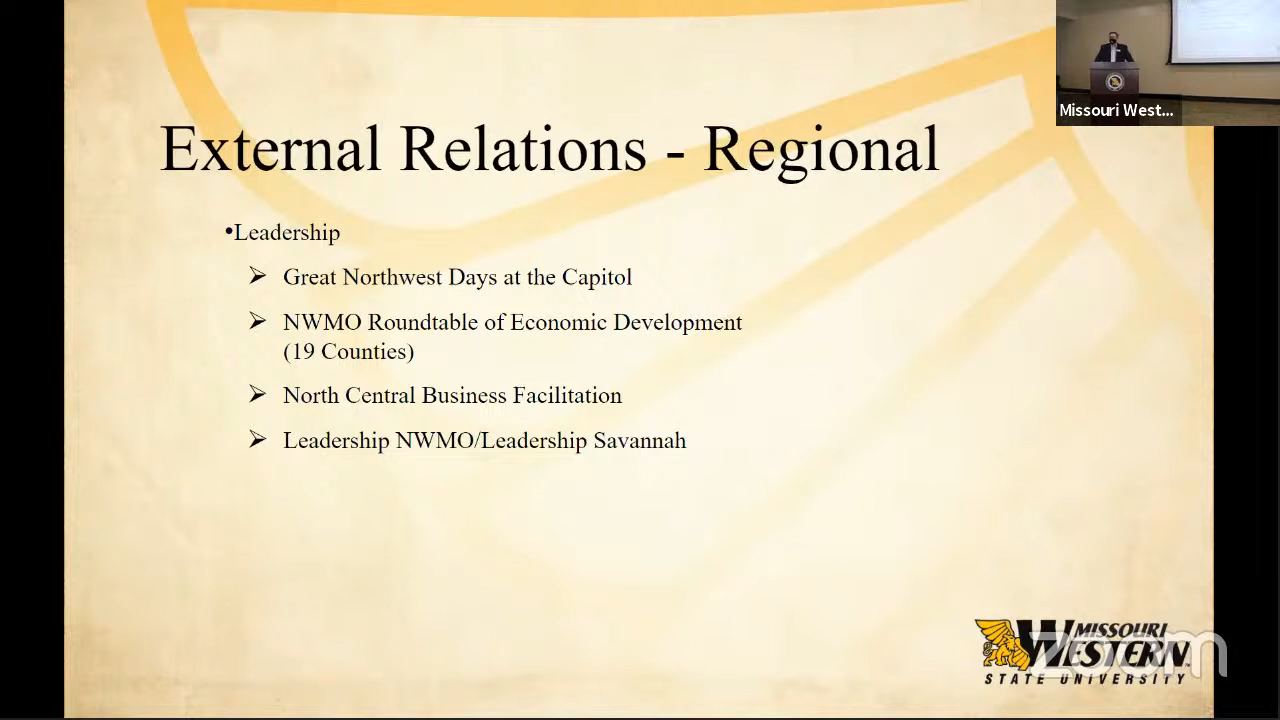 Missouri West...
External Relations - Regional
•Leadership
➢ Great Northwest Days at the Capitol
➢ NWMO Roundtable of Economic Development
(19 Counties)
➢ North Central Business Facilitation
➢ Leadership NWMO/Leadership Savannah
MISSOURI
WESTERN
STATE UNIVERSITY
zoom